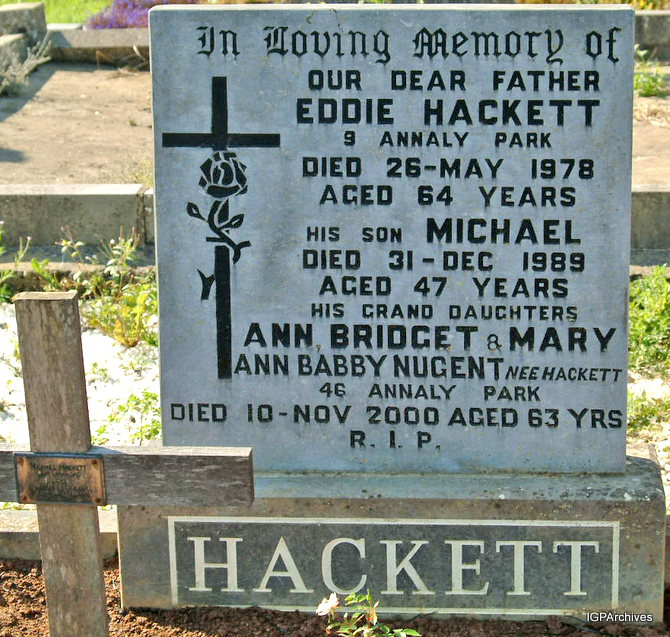 In Loving Memory of
OUR DEAR FATHER
EDDIE HACKETT
9 ANNALY PARK
DIED 26-MAY 1978
AGED 64 YEARS
HIS SON MICHAEL
DIED 31-DEC 1989
AGED 47 YEARS
HIS GRAND DAUGHTERS
ANN, BRIDGET & MARY
ANN BABBY NUGENT NEE HACKETT
46 ANNALY PARK
DIED 10-NOV 2000 AGED 63 YRS
R. I. P.
HACKETT
IGPArchives